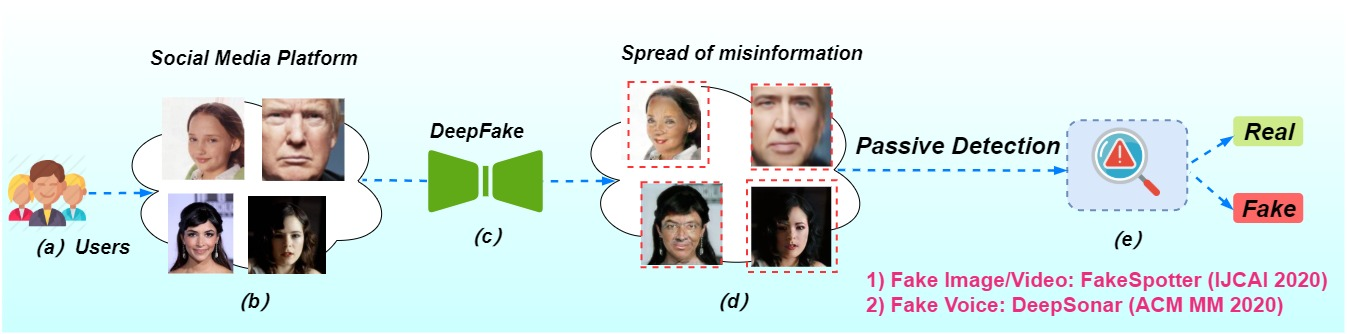 Social Media Platform
Spread of misinformation
DeepFake
Passive Detection
Real
Fake
(a) Users
(b)
(c)
(d)
(e)
1) Fake Image/Video: FakeSpotter (IJCAI 2020)
2) Fake Voice: DeepSonar (ACM MM 2020)